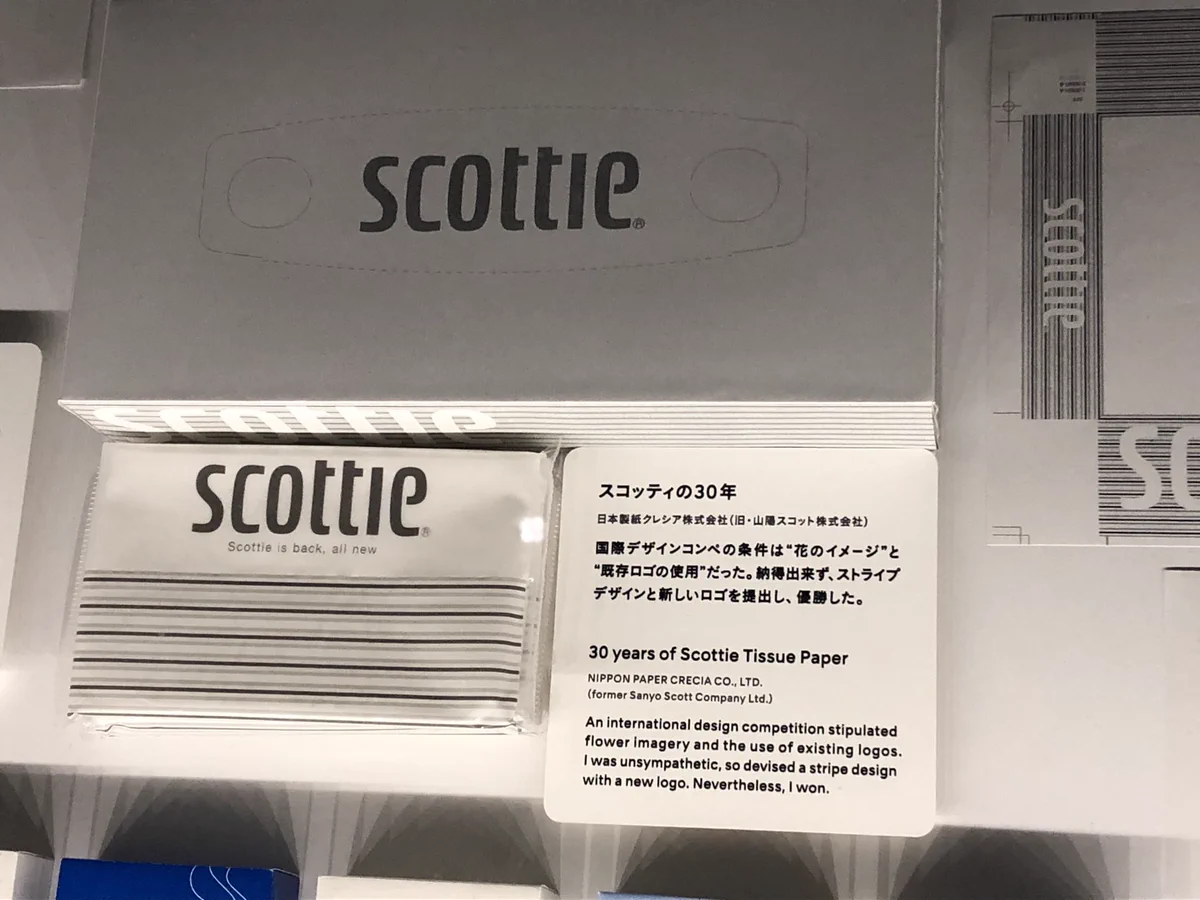 scottie®
scottie
scottie
scottie®
Scottie is back, all new
スコッティの30年
日本製紙クレシア株式会社(旧・山陽スコット株式会社)
国際デザインコンペの条件は“花のイメージ”と
“既存ロゴの使用”だった。納得出来ず、ストライプ
デザインと新しいロゴを提出し、優勝した。
30 years of Scottie Tissue Paper
NIPPON PAPER CRECIA CO., LTD.
(former Sanyo Scott Company Ltd.)
An international design competition stipulated
flower imagery and the use of existing logos.
I was unsympathetic, so devised a stripe design
with a new logo. Nevertheless, I won.
sc